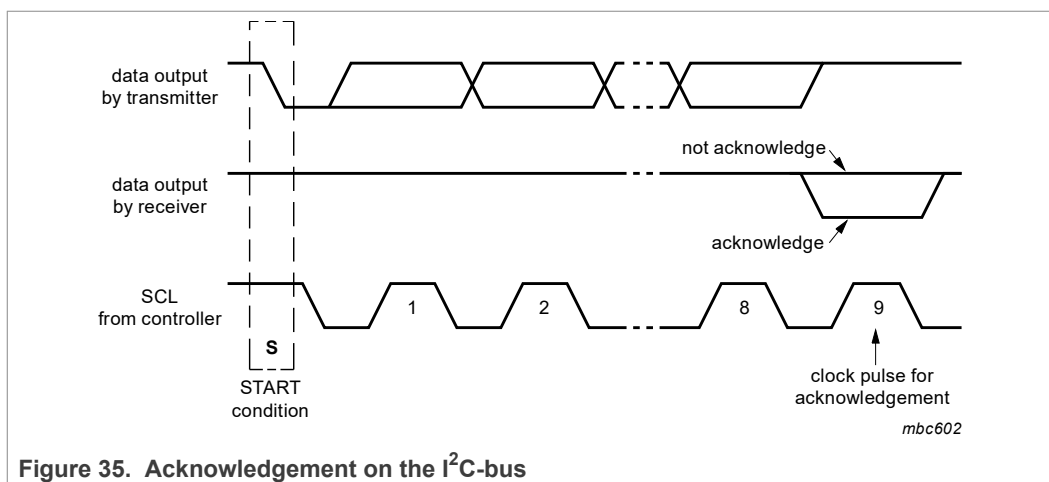 data output
by transmitter
not acknowledge
data output
by receiver
acknowledge
SCL
from controller
1
2
8
9
S
START
condition
clock pulse for
acknowledgement
mbc602
Figure 35. Acknowledgement on the I²C-bus